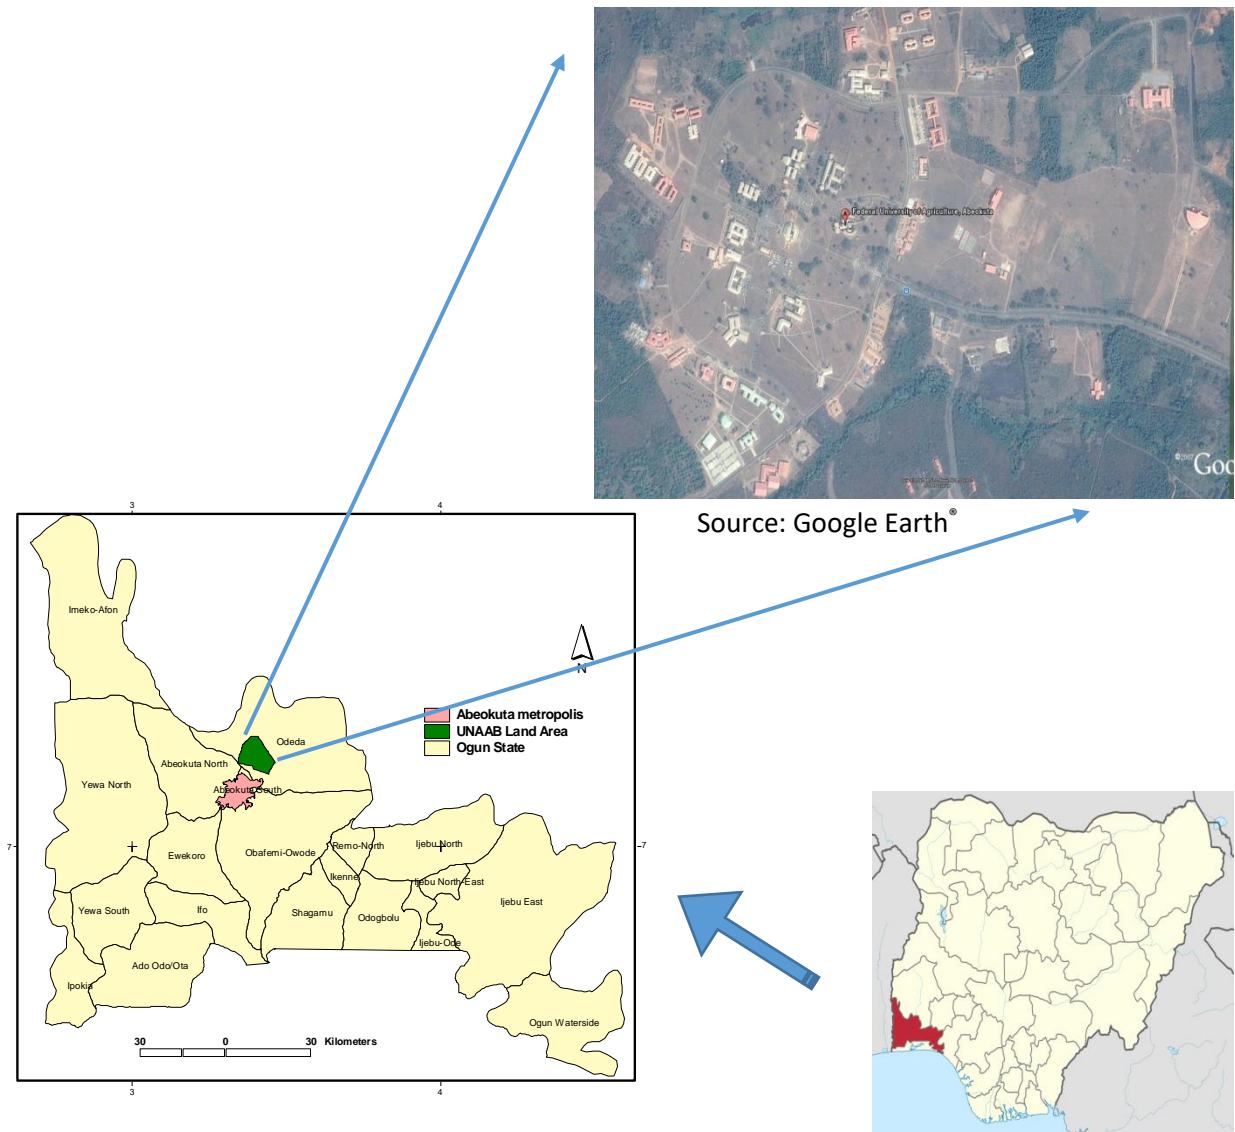 Federal University of Agriculture, Abeokuta
©2007 Goo
Source: Google Earth®
3
4
Imeko-Afon
N
Abeokuta metropolis
UNAAB Land Area
Ogun State
Odeda
Abeokuta North
Yewa North
Abeokuta South
7
7
Ewekoro
Obafemi-Owode
Remo-North
Ijebu North
Ikenne
Ijebu North-East
Ijebu East
Yewa South
Ifo
Shagamu
Odogbolu
Ijebu-Ode
Ado Odo/Ota
Ipokia
Ogun Waterside
30
0
30 Kilometers
3
4